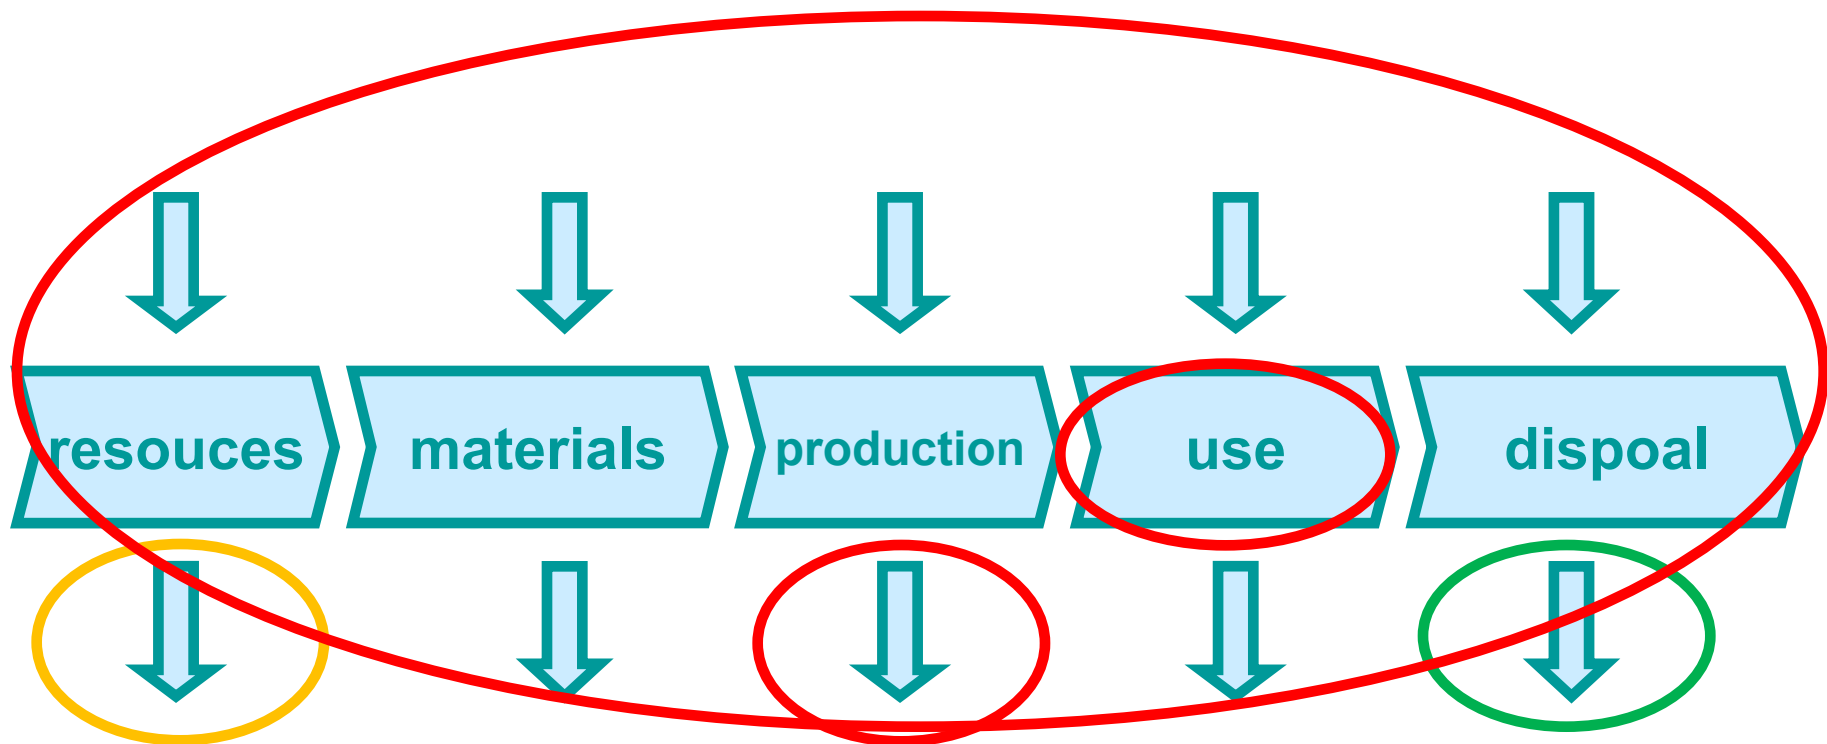 resouces
materials
production
use
dispoal